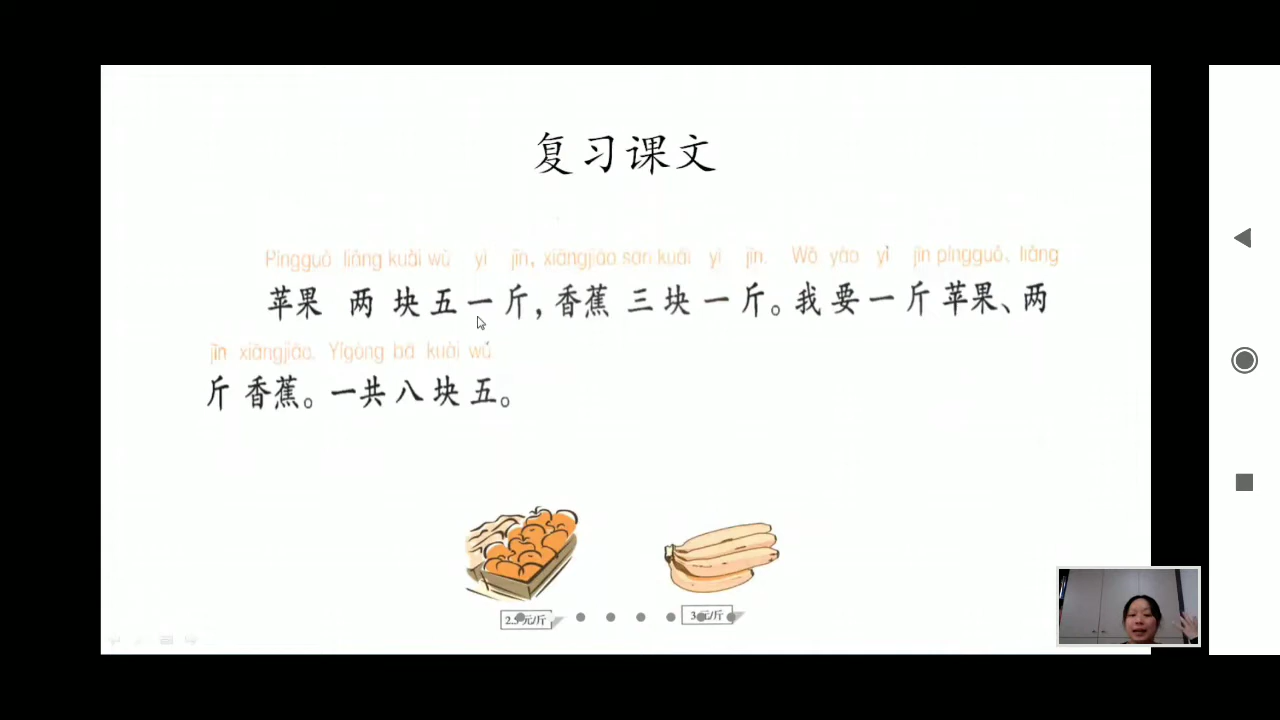 复习课文
Píngguǒ liǎng kuài wǔ yì jīn, xiāngjiāo sān kuài yì jīn. Wǒ yào yì jīn píngguǒ、liǎng
苹果 两 块 五 一 斤，香蕉 三 块 一 斤。我 要 一 斤 苹果、两
jīn xiāngjiāo. Yígòng bā kuài wǔ
斤 香蕉。一共 八 块 五。
2.5元/斤
3元/斤